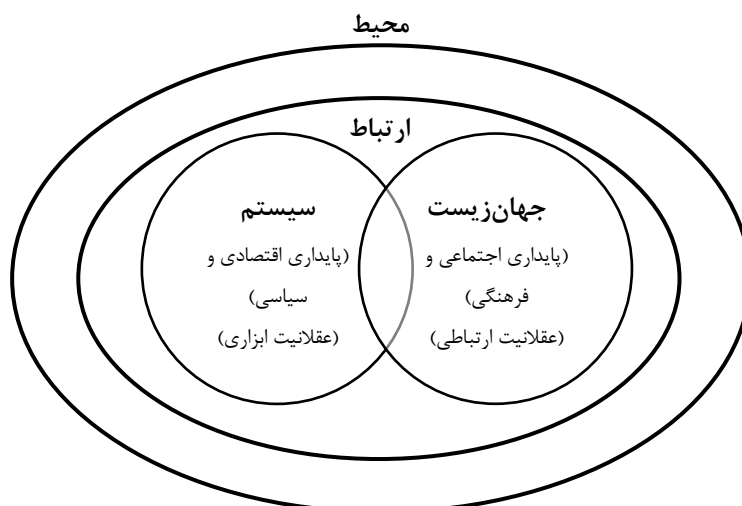 محیط
ارتباط
جهان‌زیست
(پایداری اجتماعی و
فرهنگی)
(عقلانیت ارتباطی)
سیستم
(پایداری اقتصادی و
سیاسی)
(عقلانیت ابزاری)